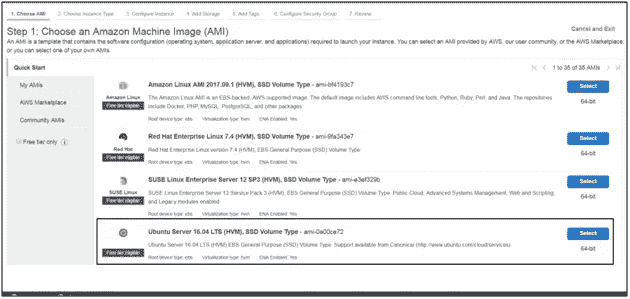 1. Choose AMI 2. Choose Instance Type 3. Configure Instance 4. Add Storage 5. Add Tags 6. Configure Security Group 7. Review
Step 1: Choose an Amazon Machine Image (AMI)
Cancel and Exit
An AMI is a template that contains the software configuration (operating system, application server, and applications) required to launch your instance. You can select an AMI provided by AWS, our user community, or the AWS Marketplace;
or you can select one of your own AMIs.
Quick Start
1 to 35 of 35 AMIs
My AMIs
AWS Marketplace
Community AMIs
Free tier only
Amazon Linux
Free tier eligible
Amazon Linux AMI 2017.09.1 (HVM), SSD Volume Type - ami-bf4193c7
The Amazon Linux AMI is an EBS-backed, AWS-supported image. The default image includes AWS command line tools, Python, Ruby, Perl, and Java. The repositories
include Docker, PHP, MySQL, PostgreSQL, and other packages.
Root device type: ebs Virtualization type: hvm ENA Enabled: Yes
Select
64-bit
Red Hat
Free tier eligible
Red Hat Enterprise Linux 7.4 (HVM), SSD Volume Type - ami-9fa343e7
Red Hat Enterprise Linux version 7.4 (HVM), EBS General Purpose (SSD) Volume Type
Root device type: ebs Virtualization type: hvm ENA Enabled: Yes
Select
64-bit
SUSE Linux
Free tier eligible
SUSE Linux Enterprise Server 12 SP3 (HVM), SSD Volume Type - ami-e3ef329b
SUSE Linux Enterprise Server 12 Service Pack 3 (HVM), EBS General Purpose (SSD) Volume Type. Public Cloud, Advanced Systems Management, Web and Scripting,
and Legacy modules enabled.
Root device type: ebs Virtualization type: hvm ENA Enabled: Yes
Select
64-bit
Free tier eligible
Ubuntu Server 16.04 LTS (HVM), SSD Volume Type - ami-0a00ce72
Ubuntu Server 16.04 LTS (HVM),EBS General Purpose (SSD) Volume Type. Support available from Canonical (http://www.ubuntu.com/cloud/services).
Root device type: ebs Virtualization type: hvm ENA Enabled: Yes
Select
64-bit